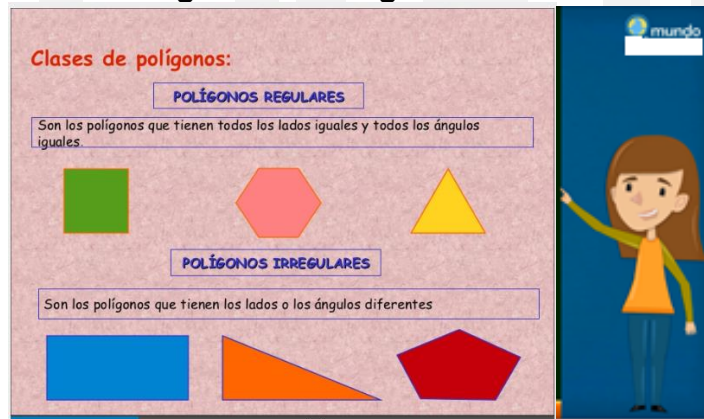 mundo
Clases de polígonos:
POLÍGONOS REGULARES
Son los polígonos que tienen todos los lados iguales y todos los ángulos
iguales.
POLÍGONOS IRREGULARES
Son los polígonos que tienen los lados o los ángulos diferentes